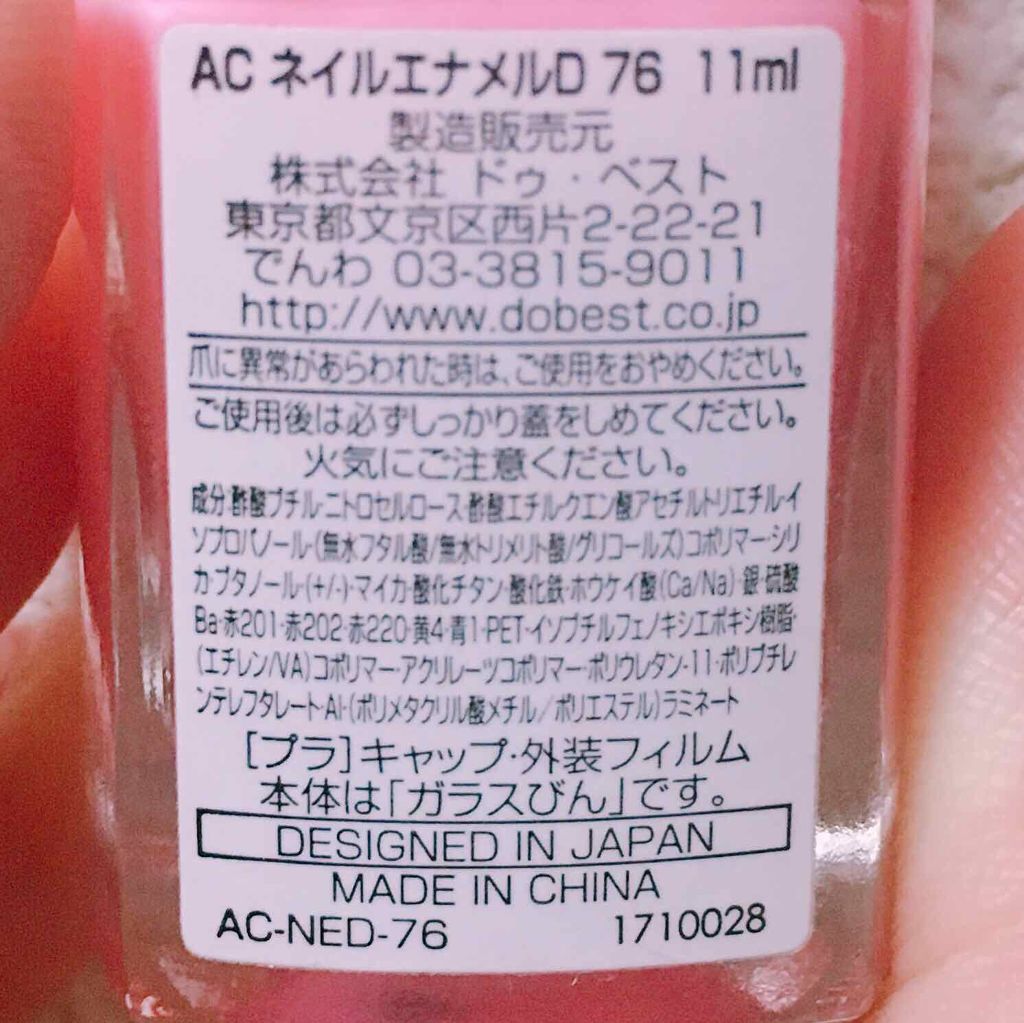 AC ネイルエナメルD 76 11ml
製造販売元
株式会社 ドゥ・ベスト
東京都文京区西片2-22-21
でんわ 03-3815-9011
http://www.dobest.co.jp
爪に異常があらわれた時は、ご使用をおやめください。
ご使用後は必ずしっかり蓋をしめてください。
火気にご注意ください。
成分・酢酸ブチル・ニトロセルロース・酢酸エチル・クエン酸アセチルトリエチル・イ
ソプロパノール・(無水フタル酸/無水トリメリト酸/グリコールズ)コポリマー・シリ
カ・ブタノール・(+/-)・マイカ・酸化チタン・酸化鉄・ホウケイ酸(Ca/Na)・銀・硫酸
Ba・赤201・赤202・赤220・黄4・青1・PET・イソブチルフェノキシエポキシ樹脂・
(エチレン/VA)コポリマー・アクリレーツコポリマー・ポリウレタン-11・ポリブチレ
ンテレフタレート・Al・(ポリメタクリル酸メチル/ポリエステル)ラミネート
[プラ]キャップ・外装フィルム
本体は「ガラスびん」です。
DESIGNED IN JAPAN
MADE IN CHINA
AC-NED-76 1710028